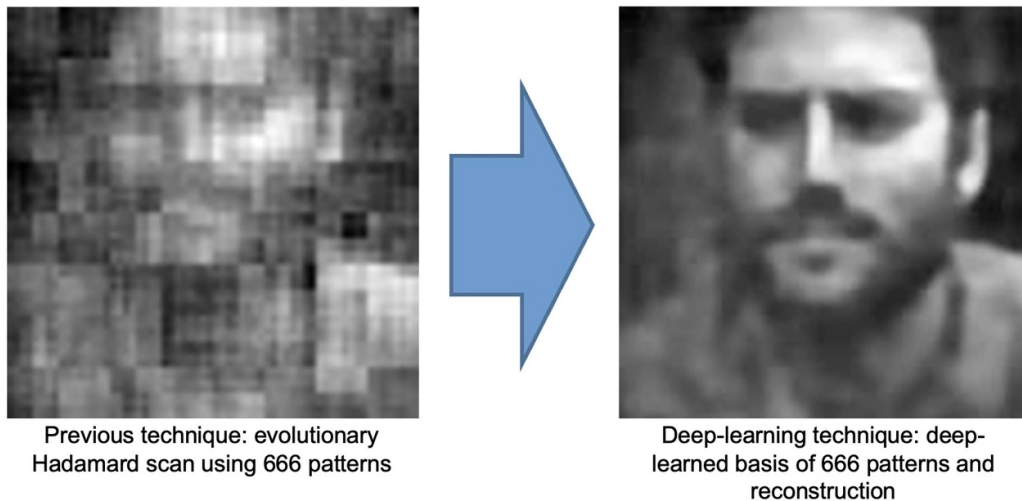 Previous technique: evolutionary
Hadamard scan using 666 patterns
Deep-learning technique: deep-
learned basis of 666 patterns and
reconstruction